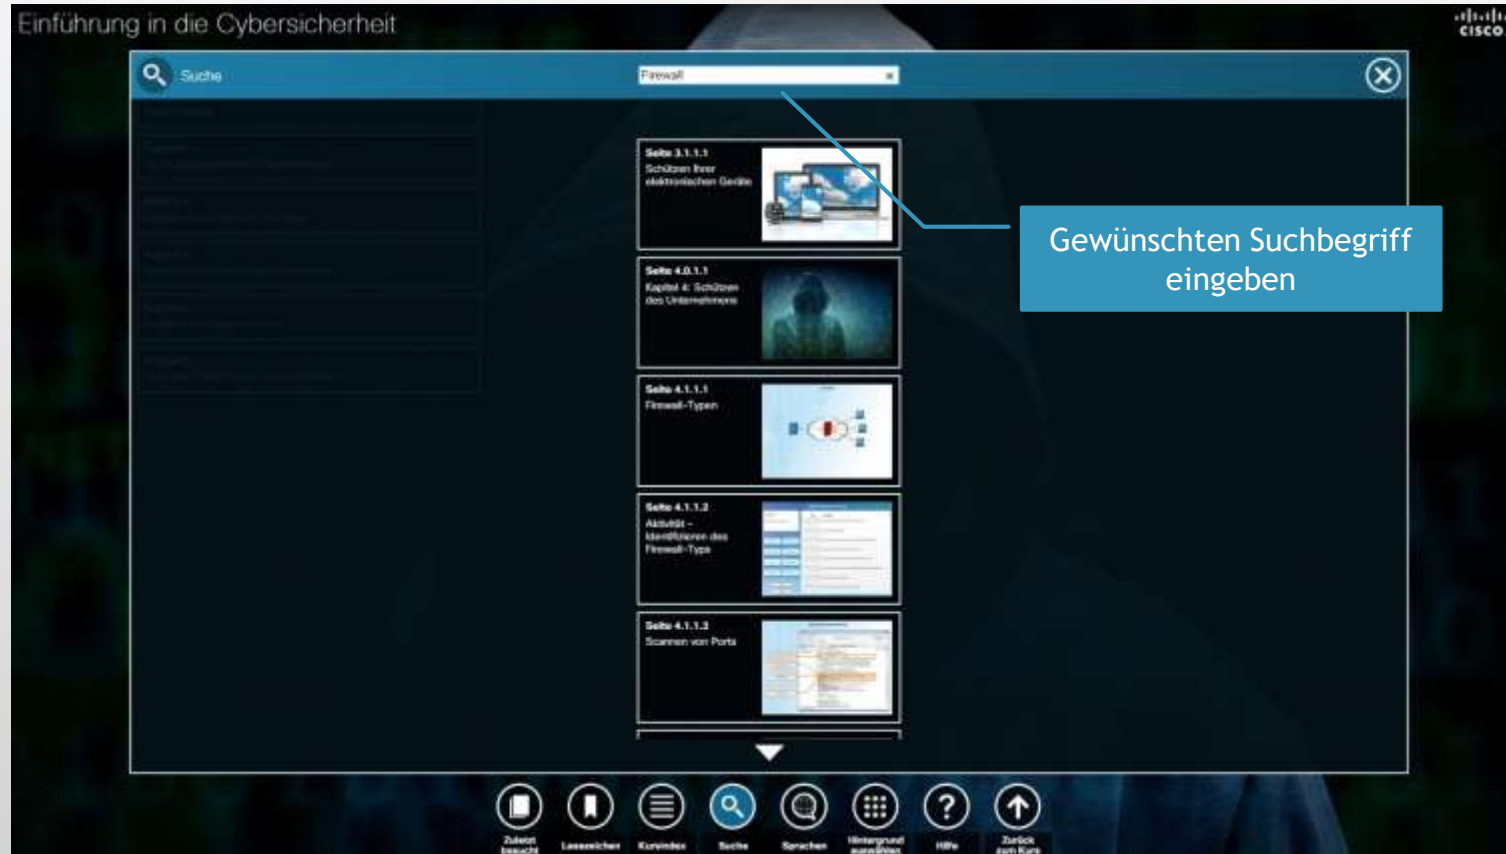 Einführung in die Cybersicherheit
CISCO
Suche
Firewall
Seite 3.1.1.1
Schützen Ihrer
elektronischen Geräte
Seite 4.0.1.1
Kapitel 4: Schützen
des Unternehmens
Seite 4.1.1.1
Firewall-Typen
Seite 4.1.1.2
Aktivität –
Identifizieren des
Firewall-Typs
Seite 4.1.1.3
Scannen von Ports
Gewünschten Suchbegriff
eingeben
Zuletzt
besucht
Lesezeichen
Kursindex
Suche
Sprachen
Hintergrund
auswählen
Hilfe
Zurück
zum Kurs